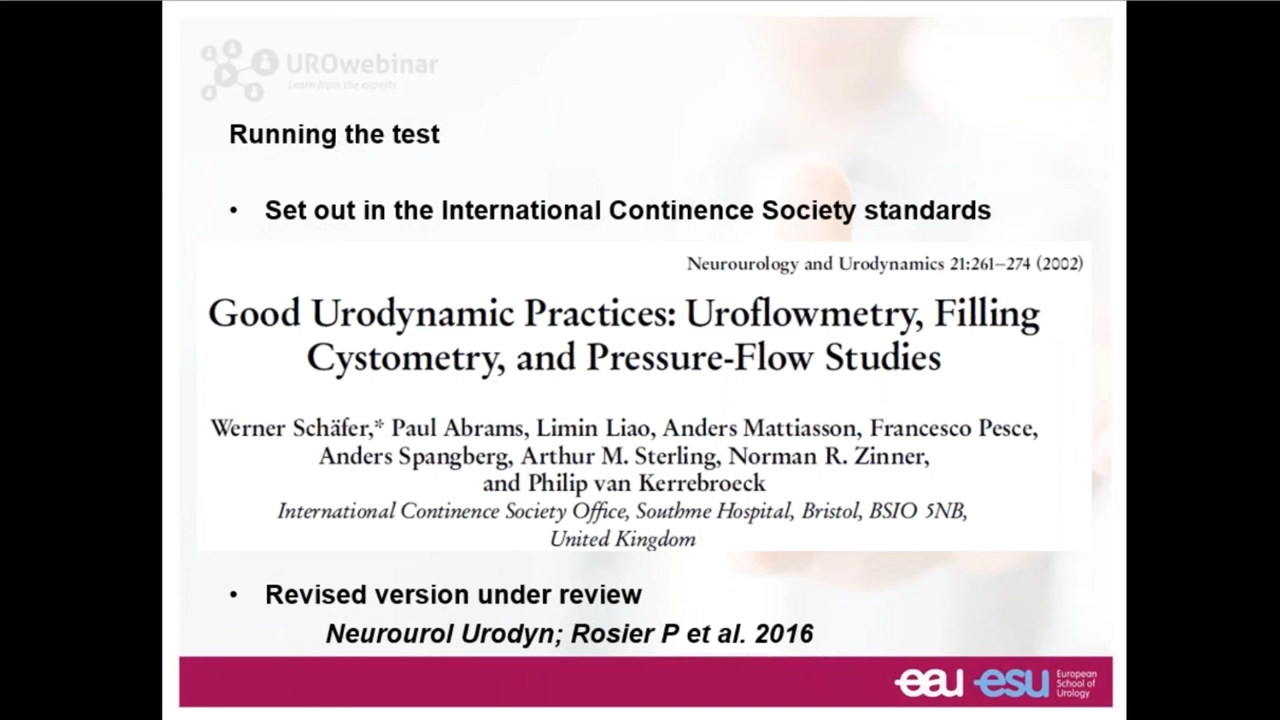 UROwebinar
Learn from the experts
Running the test
• Set out in the International Continence Society standards
Neurourology and Urodynamics 21:261–274 (2002)
Good Urodynamic Practices: Uroflowmetry, Filling
Cystometry, and Pressure-Flow Studies
Werner Schäfer,* Paul Abrams, Limin Liao, Anders Mattiasson, Francesco Pesce,
Anders Spangberg, Arthur M. Sterling, Norman R. Zinner,
and Philip van Kerrebroeck
International Continence Society Office, Southme Hospital, Bristol, BSIO 5NB,
United Kingdom
• Revised version under review
Neurourol Urodyn; Rosier P et al. 2016
eau esu European
School of
Urology